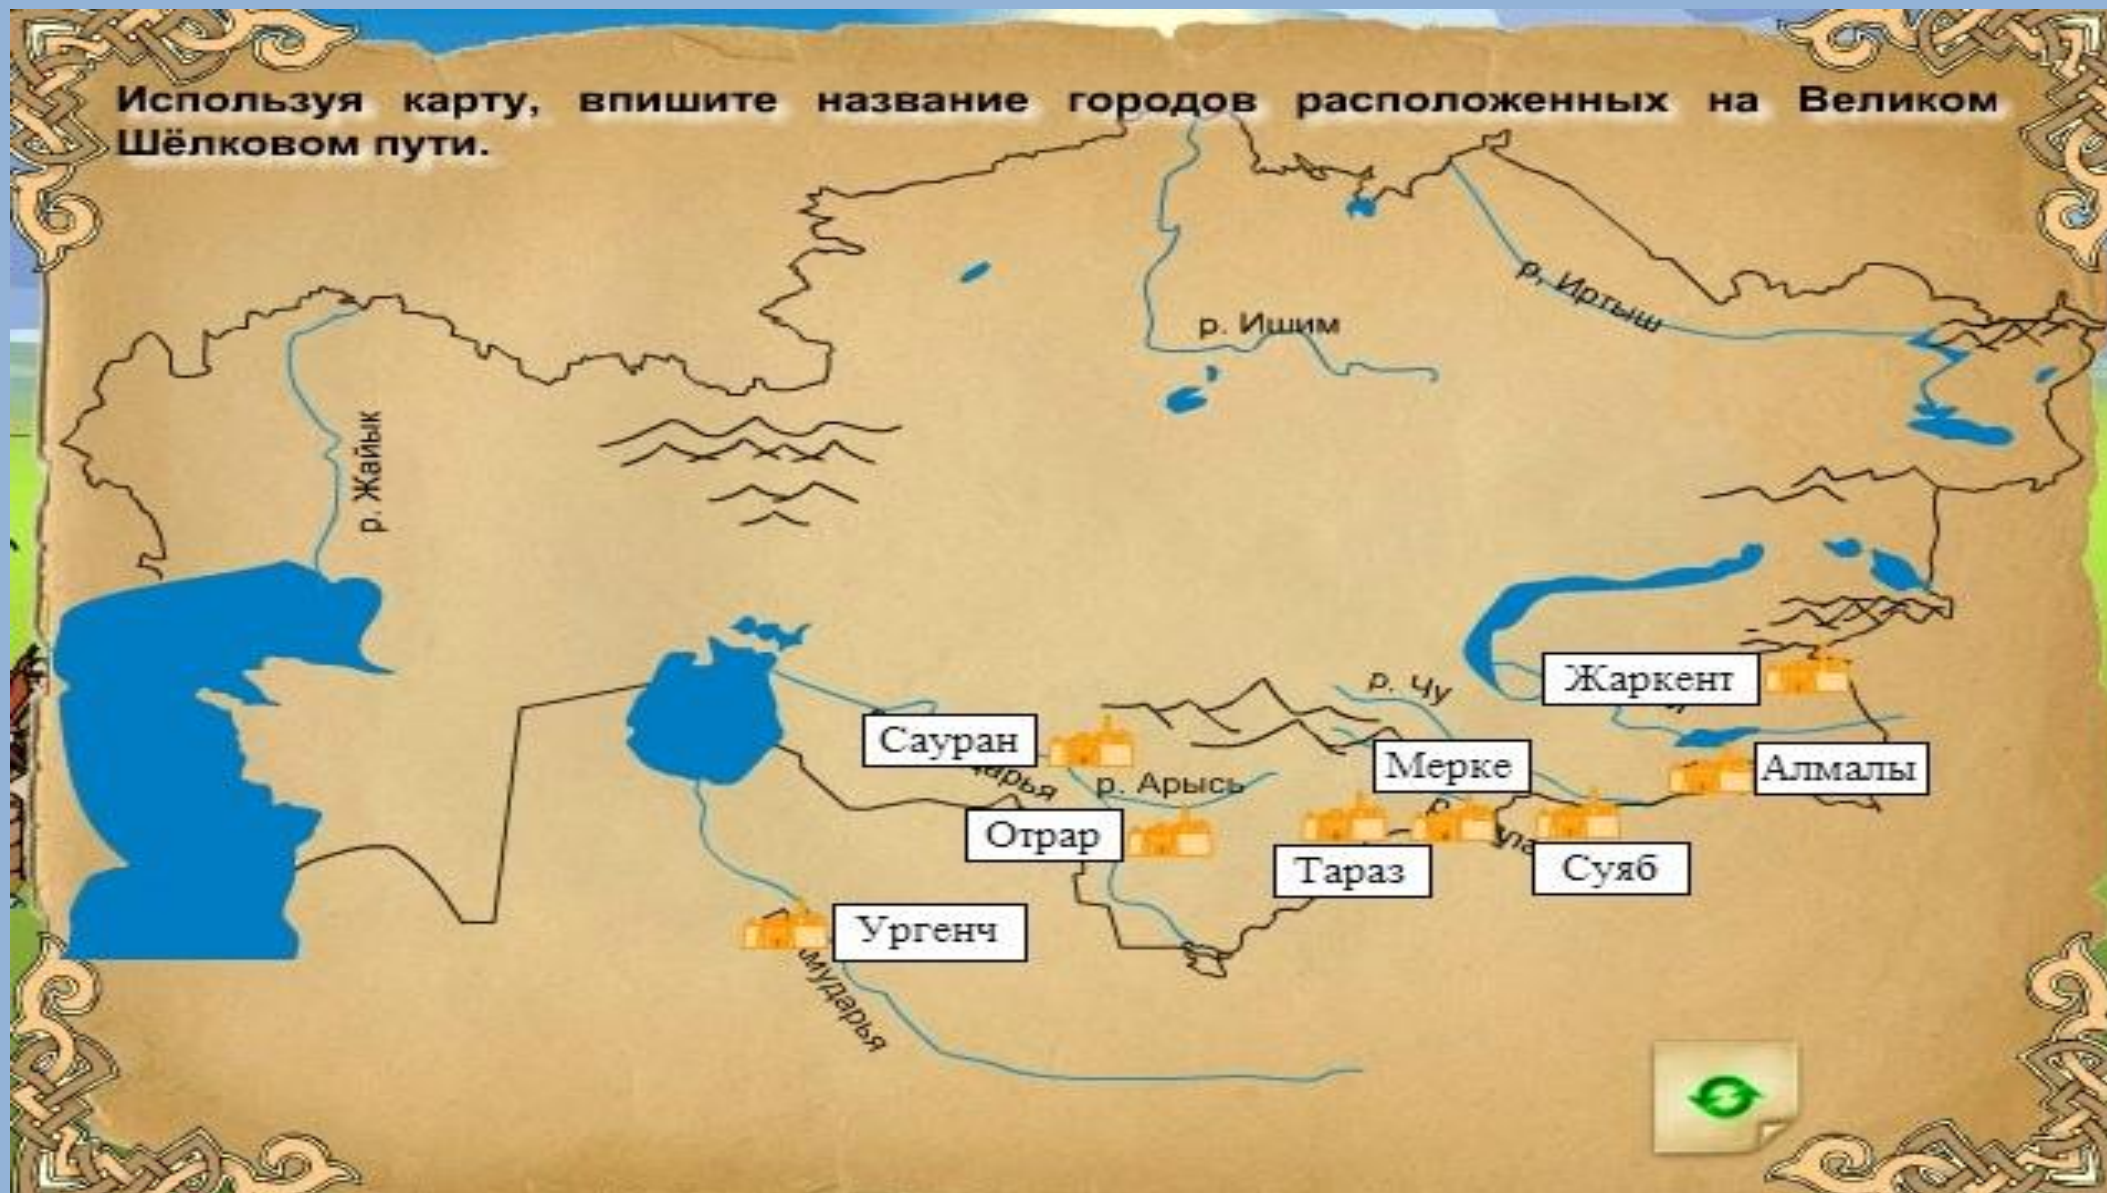 Используя карту, впишите название городов расположенных на Великом
Шёлковом пути.
р. Ишим
р. Иртыш
р. Жайык
р. Чу
Жаркент
Сауран
Мерке
Алмалы
р. Арысь
Отрар
Тараз
Суяб
Ургенч